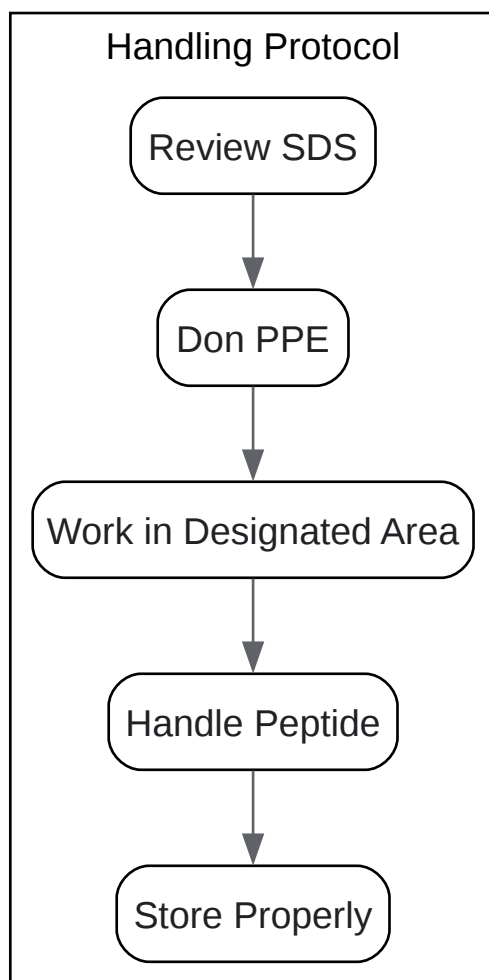 Handling Protocol
Review SDS
Don PPE
Work in Designated Area
Handle Peptide
Store Properly